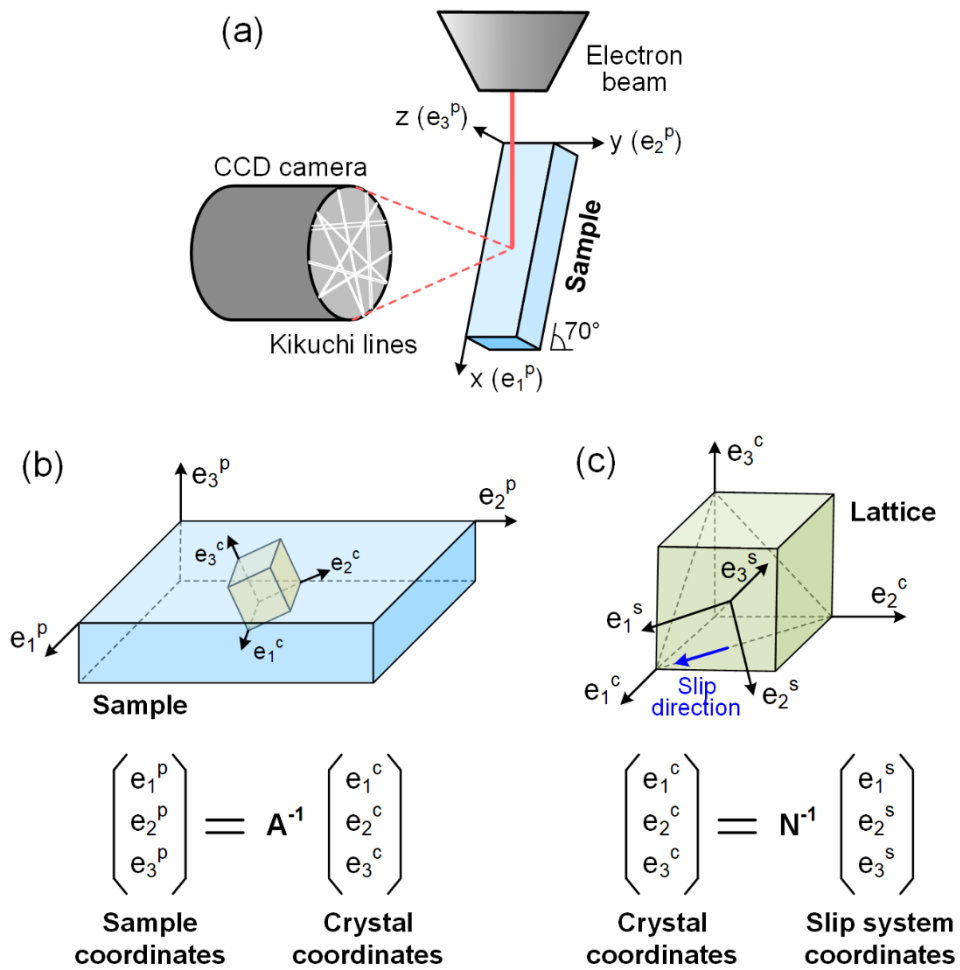 (a)
Electron
beam
z (e₃ᵖ)
y (e₂ᵖ)
CCD camera
Sample
Kikuchi lines
70°
x (e₁ᵖ)
(b)
e₃ᵖ
e₂ᵖ
e₃ᶜ
e₂ᶜ
e₁ᶜ
e₁ᵖ
Sample
(c)
e₃ᶜ
Lattice
e₃ˢ
e₂ᶜ
e₁ˢ
e₁ᶜ
Slip
direction
e₂ˢ
e₁ᵖ e₁ᶜ
e₂ᵖ = A⁻¹ e₂ᶜ
e₃ᵖ e₃ᶜ
Sample Crystal
coordinates coordinates
e₁ᶜ e₁ˢ
e₂ᶜ = N⁻¹ e₂ˢ
e₃ᶜ e₃ˢ
Crystal Slip system
coordinates coordinates